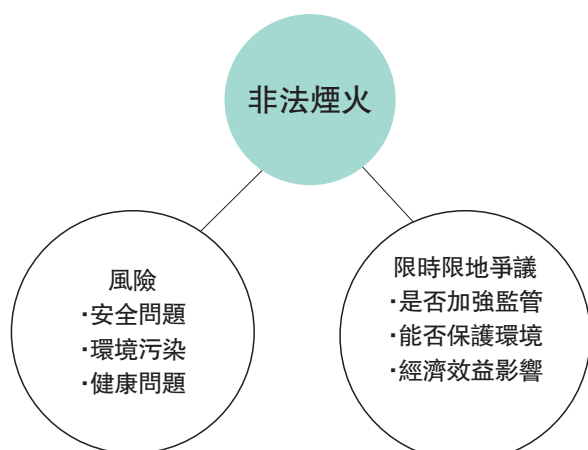 非法煙火
風險
·安全問題
·環境污染
·健康問題
限時限地爭議
·是否加強監管
·能否保護環境
·經濟效益影響